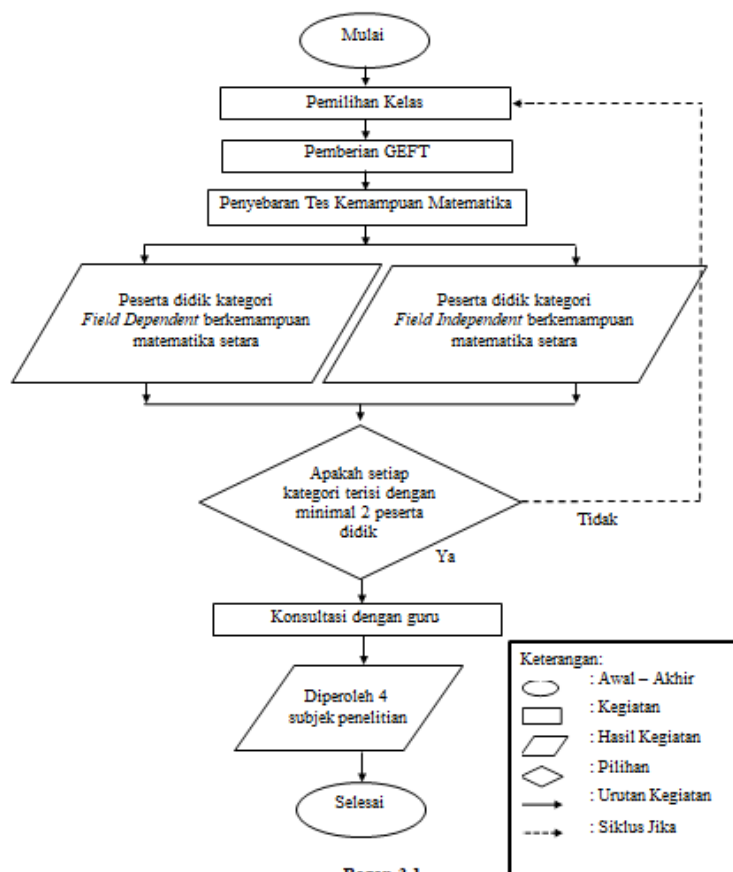 Mulai
Pemilihan Kelas
Pemberian GEFT
Penyebaran Tes Kemampuan Matematika
Peserta didik kategori
Field Dependent berkemampuan
matematika setara
Peserta didik kategori
Field Independent berkemampuan
matematika setara
Apakah setiap
kategori terisi dengan
minimal 2 peserta
didik
Tidak
Ya
Konsultasi dengan guru
Diperoleh 4
subjek penelitian
Selesai
Keterangan:
: Awal – Akhir
: Kegiatan
: Hasil Kegiatan
: Pilihan
: Urutan Kegiatan
: Siklus Jika